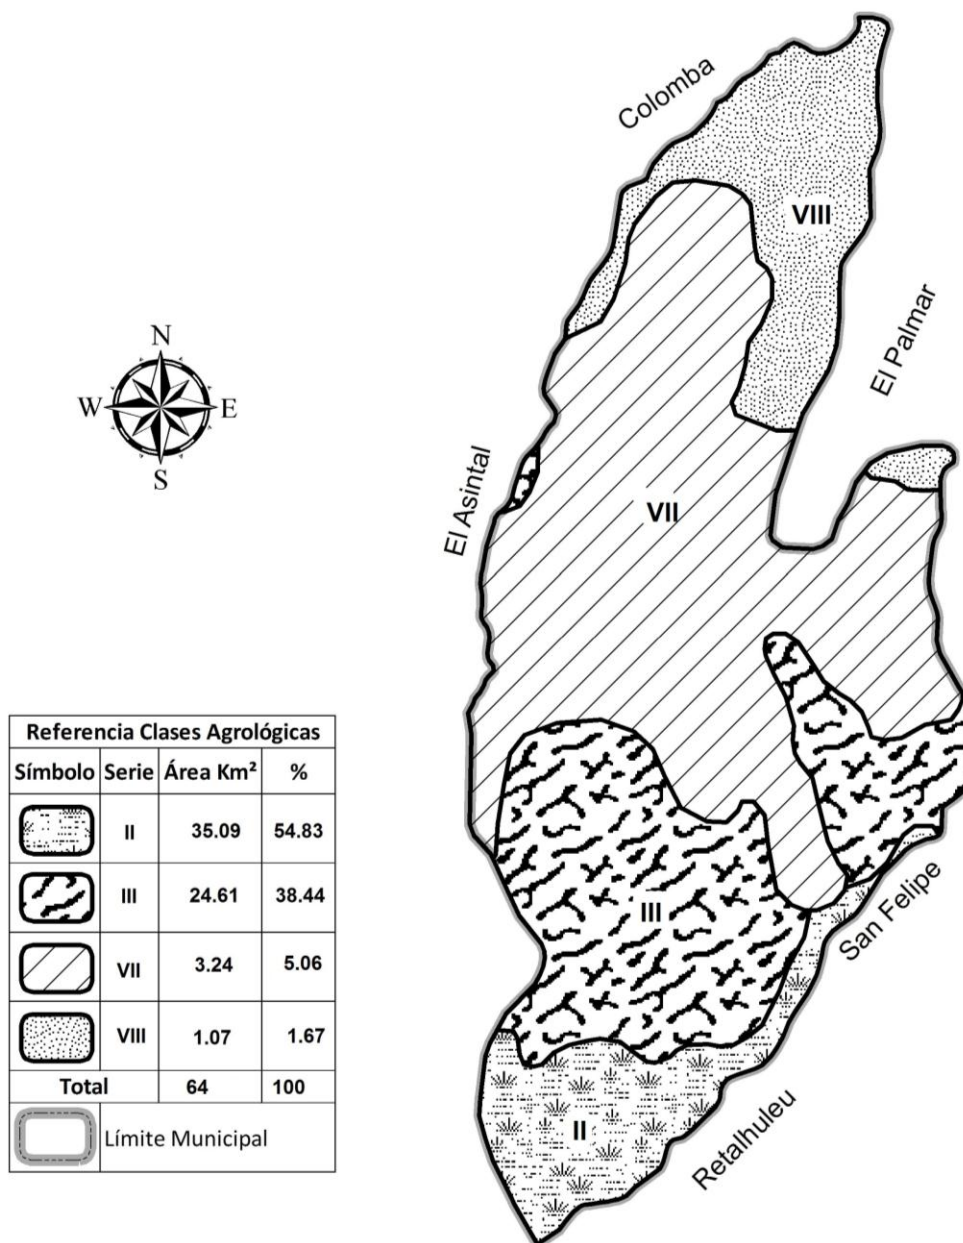 Colomba
VIII
El Palmar
N
W E
S
El Asintal
VII
Referencia Clases Agrológicas
Símbolo Serie Área Km² %
II 35.09 54.83
III 24.61 38.44
VII 3.24 5.06
VIII 1.07 1.67
Total 64 100
Límite Municipal
III
San Felipe
II
Retalhuleu